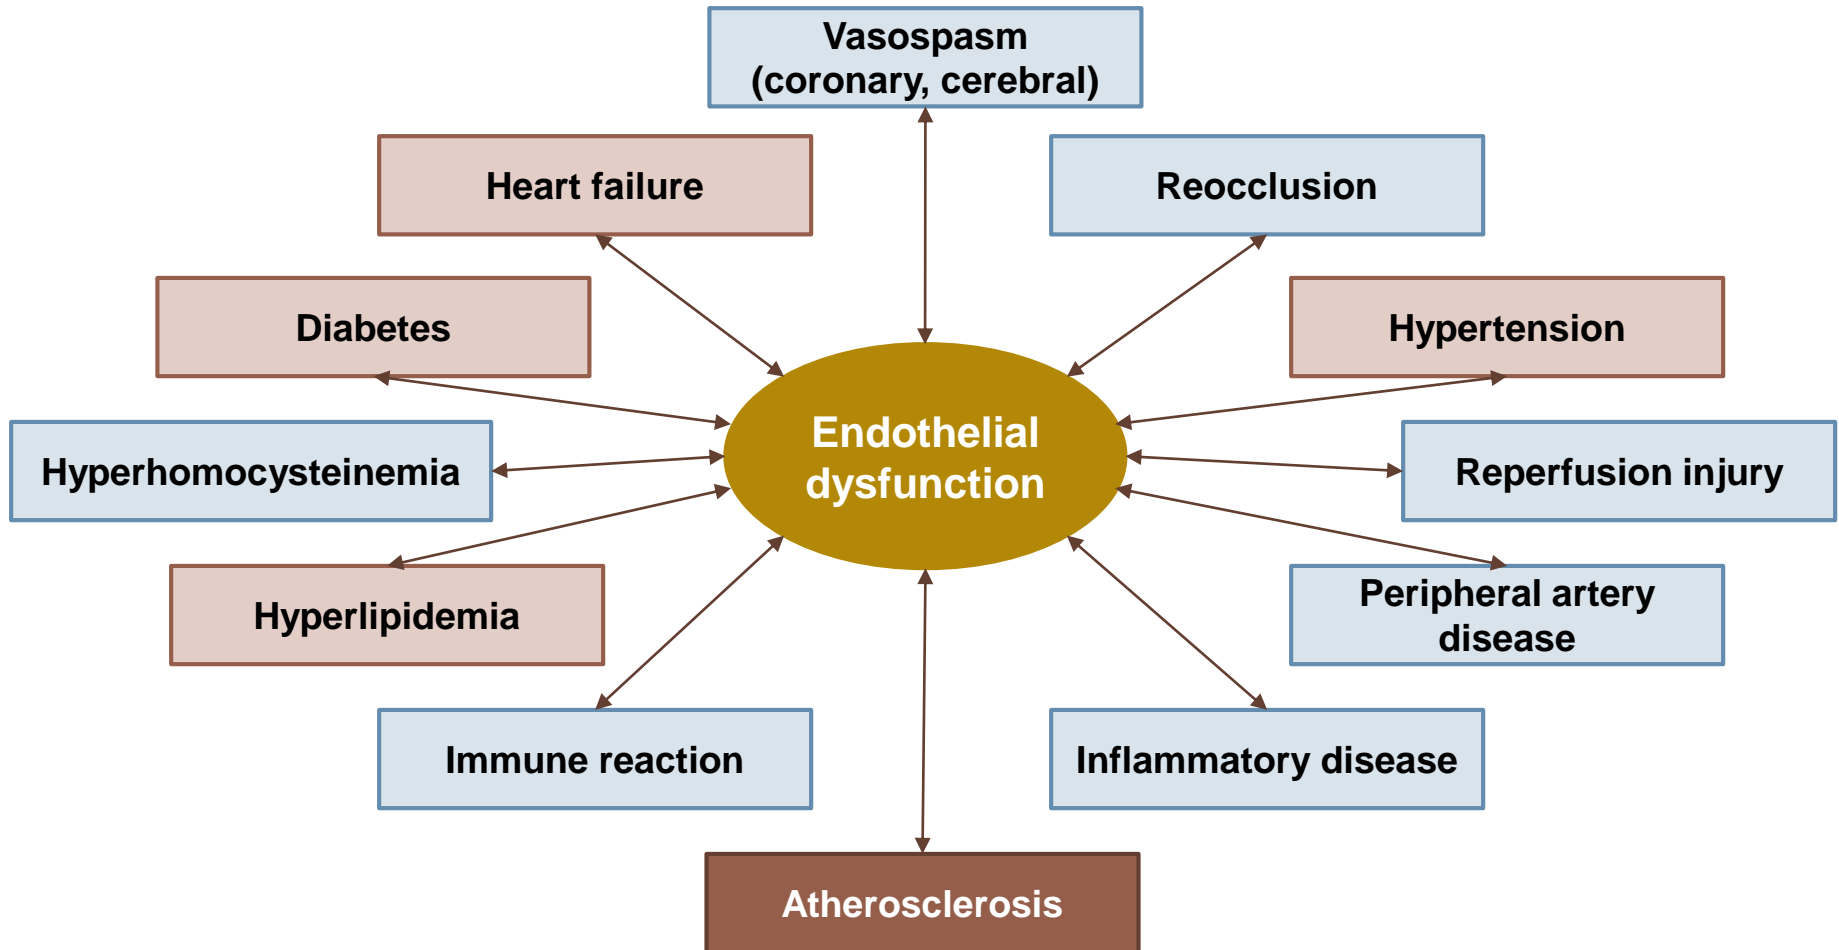 Vasospasm
(coronary, cerebral)
Heart failure
Reocclusion
Diabetes
Hypertension
Endothelial
dysfunction
Hyperhomocysteinemia
Reperfusion injury
Hyperlipidemia
Peripheral artery
disease
Immune reaction
Inflammatory disease
Atherosclerosis